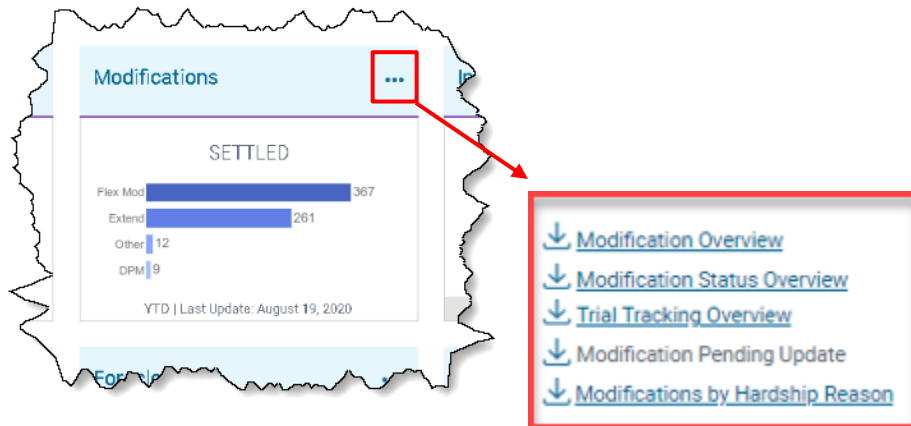 Modifications
SETTLED
Flex Mod 367
Extend 261
Other 12
DPM 9
YTD | Last Update: August 19, 2020
Modification Overview
Modification Status Overview
Trial Tracking Overview
Modification Pending Update
Modifications by Hardship Reason